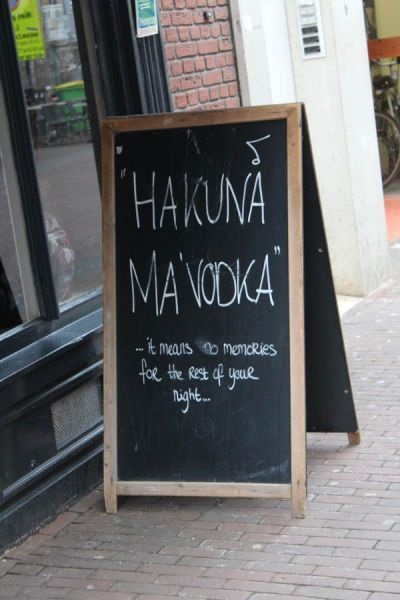 "HAKUNA
MA'VODKA"
... it means no memories
for the rest of your
night...